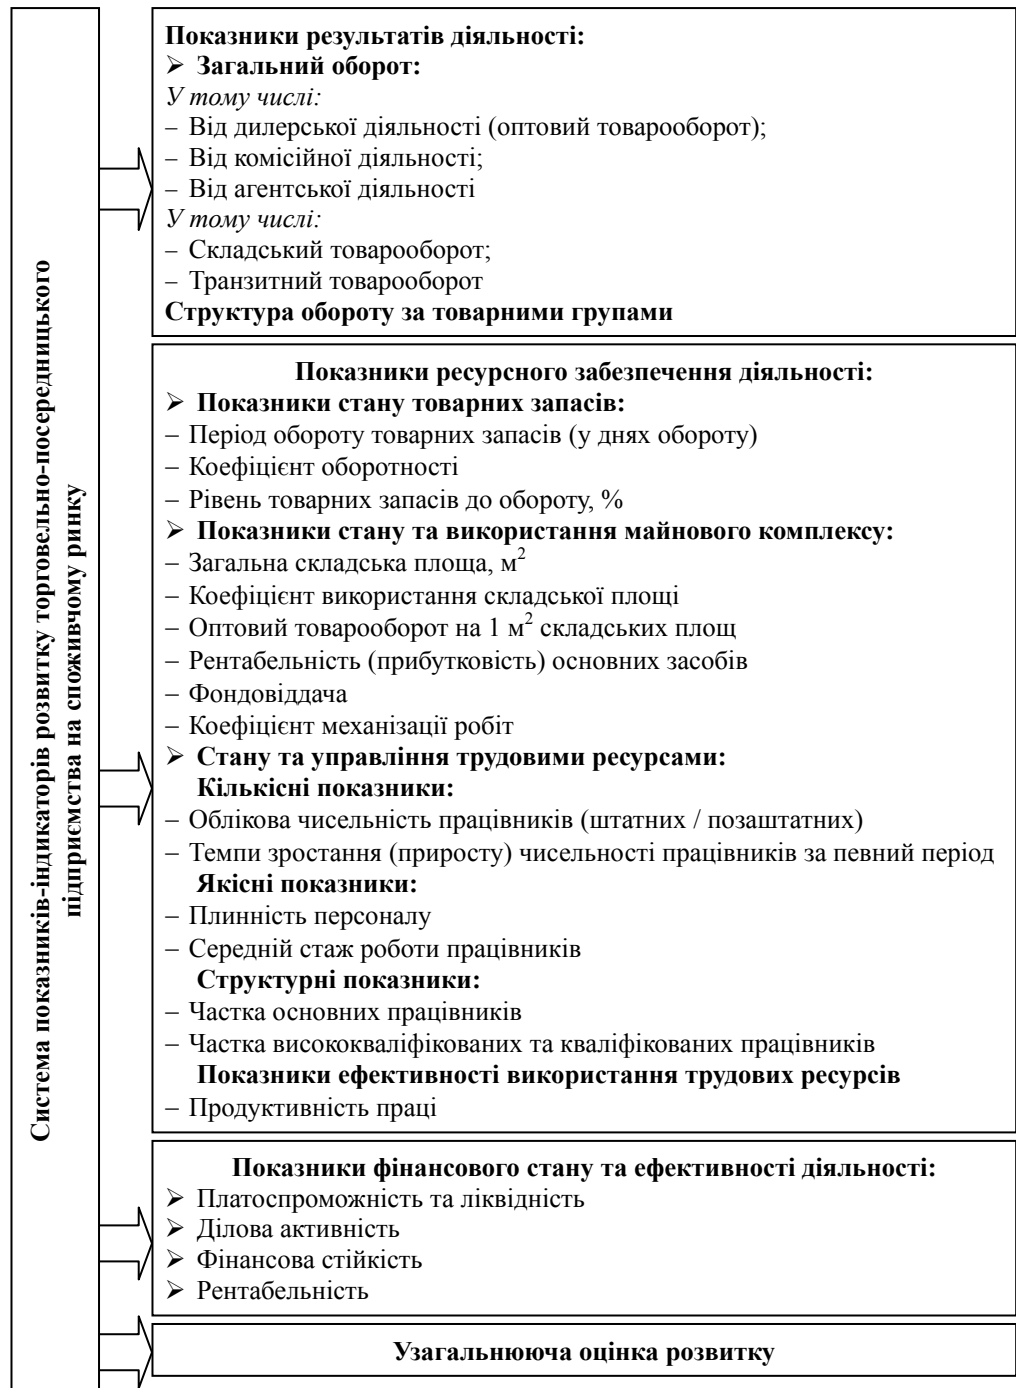 Система показників-індикаторів розвитку торговельно-посередницького
підприємства на споживчому ринку
Показники результатів діяльності:
➢ Загальний оборот:
У тому числі:
– Від дилерської діяльності (оптовий товарооборот);
– Від комісійної діяльності;
– Від агентської діяльності
У тому числі:
– Складський товарооборот;
– Транзитний товарооборот
Структура обороту за товарними групами
Показники ресурсного забезпечення діяльності:
➢ Показники стану товарних запасів:
– Період обороту товарних запасів (у днях обороту)
– Коефіцієнт оборотності
– Рівень товарних запасів до обороту, %
➢ Показники стану та використання майнового комплексу:
– Загальна складська площа, м²
– Коефіцієнт використання складської площі
– Оптовий товарооборот на 1 м² складських площ
– Рентабельність (прибутковість) основних засобів
– Фондовіддача
– Коефіцієнт механізації робіт
➢ Стану та управління трудовими ресурсами:
Кількісні показники:
– Облікова чисельність працівників (штатних / позаштатних)
– Темпи зростання (приросту) чисельності працівників за певний період
Якісні показники:
– Плинність персоналу
– Середній стаж роботи працівників
Структурні показники:
– Частка основних працівників
– Частка висококваліфікованих та кваліфікованих працівників
Показники ефективності використання трудових ресурсів
– Продуктивність праці
Показники фінансового стану та ефективності діяльності:
➢ Платоспроможність та ліквідність
➢ Ділова активність
➢ Фінансова стійкість
➢ Рентабельність
Узагальнююча оцінка розвитку